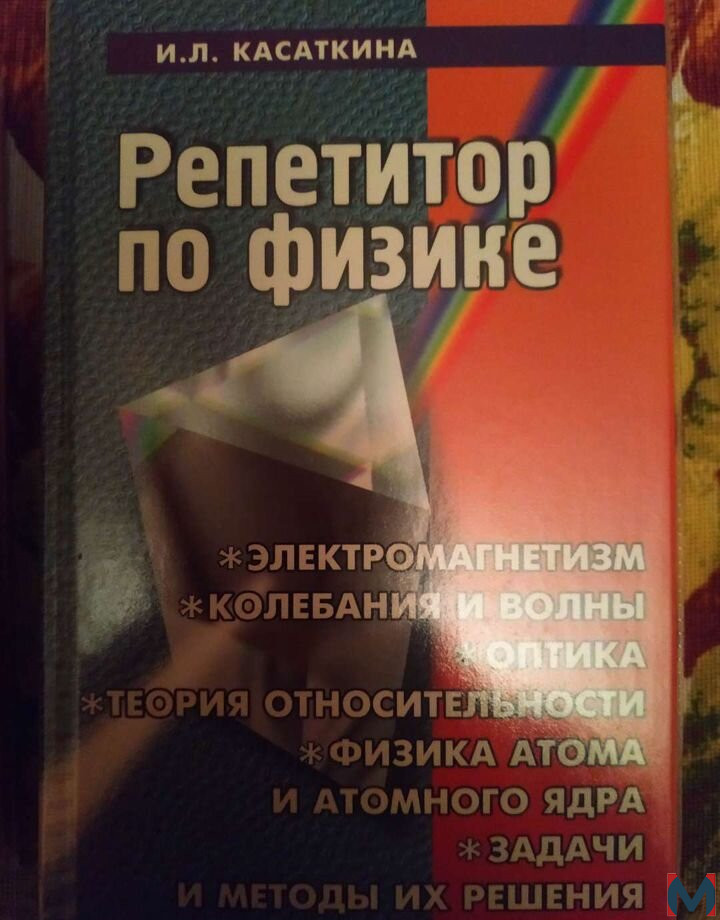 И.Л. КАСАТКИНА
Репетитор
по физике
*ЭЛЕКТРОМАГНЕТИЗМ
*КОЛЕБАНИЯ И ВОЛНЫ
*ОПТИКА
*ТЕОРИЯ ОТНОСИТЕЛЬНОСТИ
*ФИЗИКА АТОМА
И АТОМНОГО ЯДРА
*ЗАДАЧИ
И МЕТОДЫ ИХ РЕШЕНИЯ
М